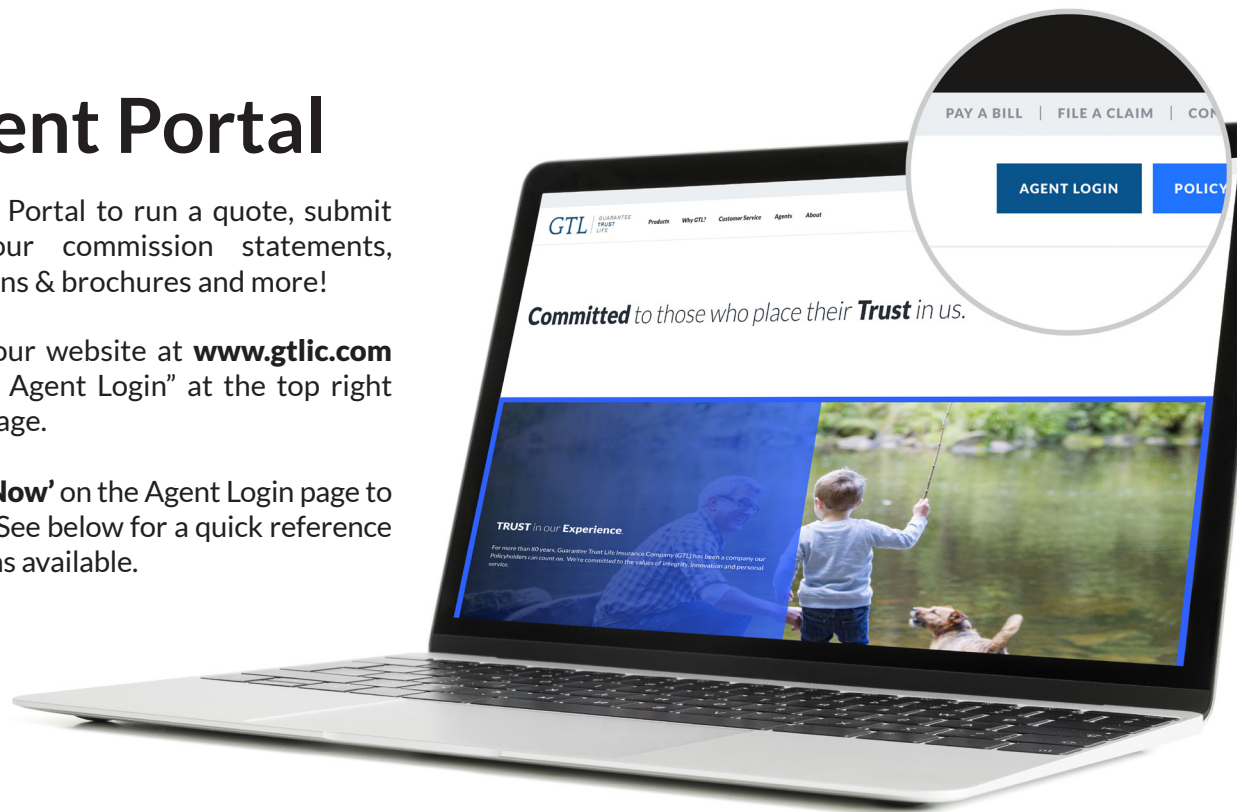 ent Portal
Portal to run a quote, submit
our commission statements,
ns & brochures and more!
our website at www.gtlic.com
Agent Login” at the top right
age.
Now’ on the Agent Login page to
See below for a quick reference
ns available.
PAY A BILL | FILE A CLAIM | CON
AGENT LOGIN
POLICY
GTL GUARANTEE
TRUST
LIFE
Products Why GTL? Customer Service Agents About
Committed to those who place their Trust in us.
TRUST in our Experience.
For more than 80 years, Guarantee Trust Life Insurance Company (GTL) has been a company our
Policyholders can count on. We're committed to the values of integrity, innovation and personal
service.